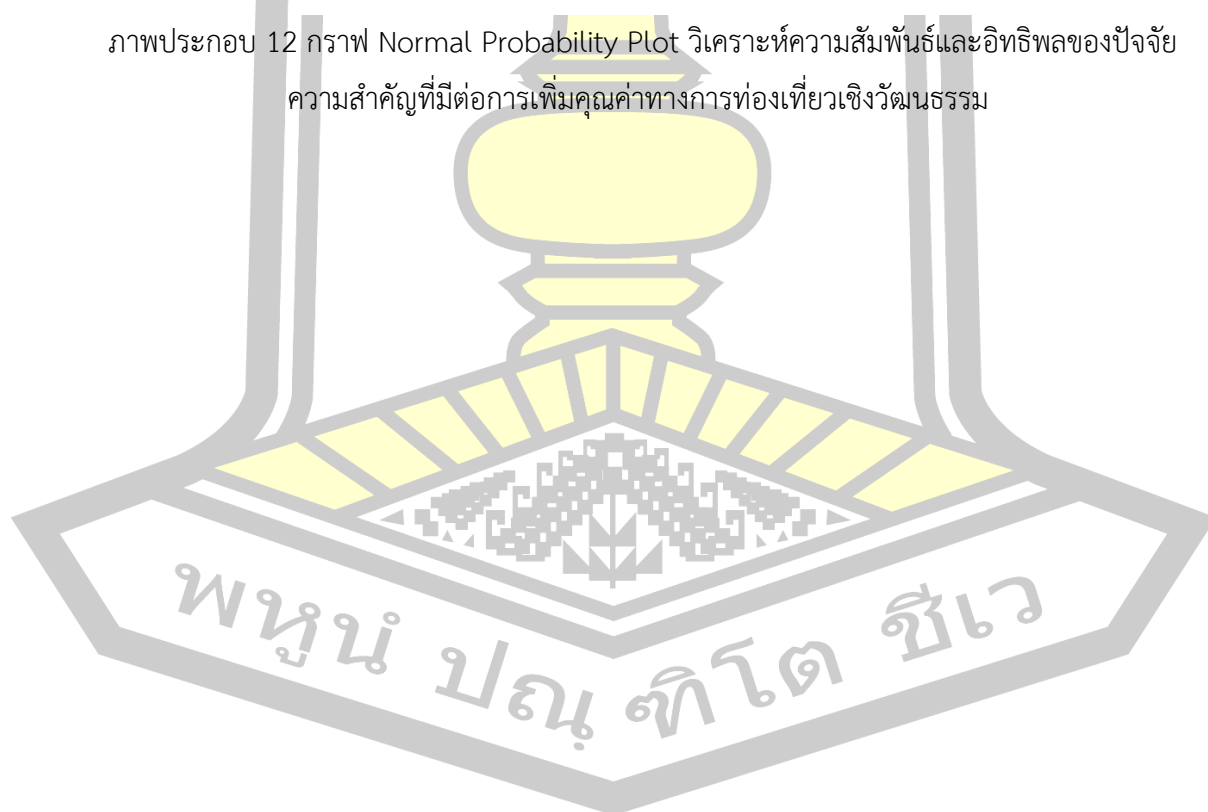 ภาพประกอบ 12 กราฟ Normal Probability Plot วิเคราะห์ความสัมพันธ์และอิทธิพลของปัจจัย
ความสำคัญที่มีต่อการเพิ่มคุณค่าทางการท่องเที่ยวเชิงวัฒนธรรม
พหูนํ ปณฺฑิโต ชีเว